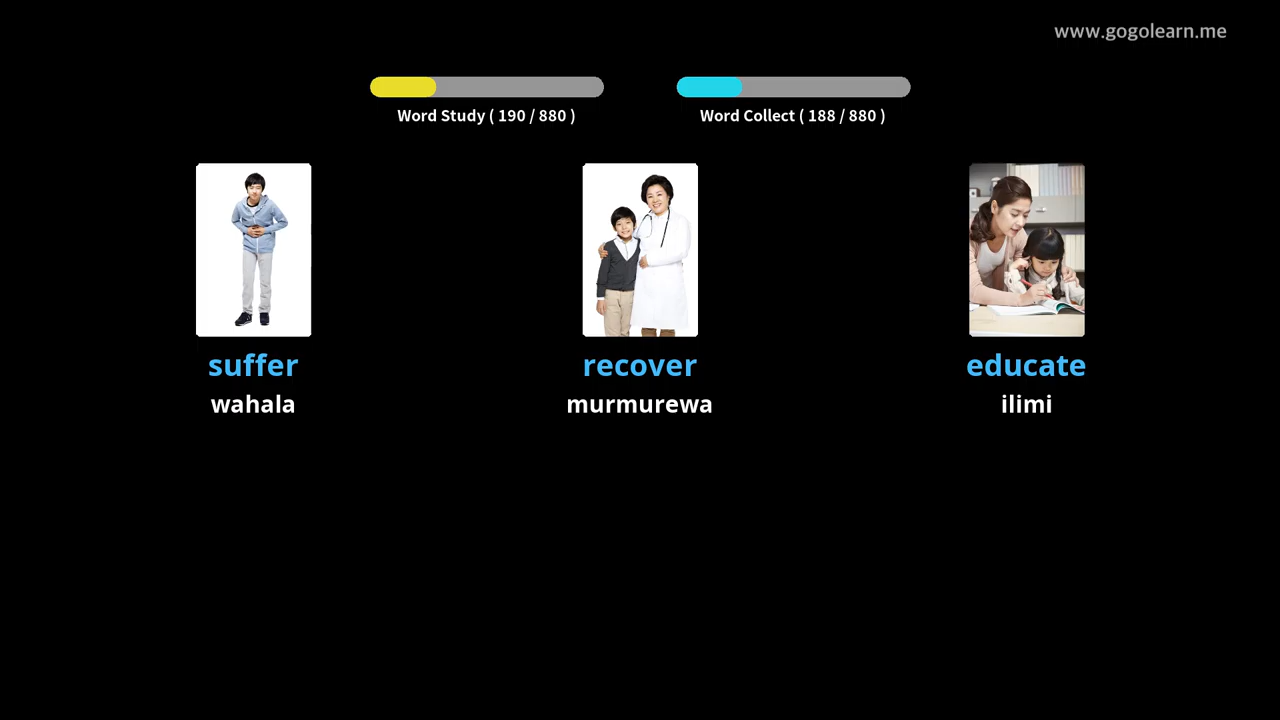 www.gogolearn.me
Word Study ( 190 / 880 )
Word Collect ( 188 / 880 )
suffer
wahala
recover
murmurewa
educate
ilimi